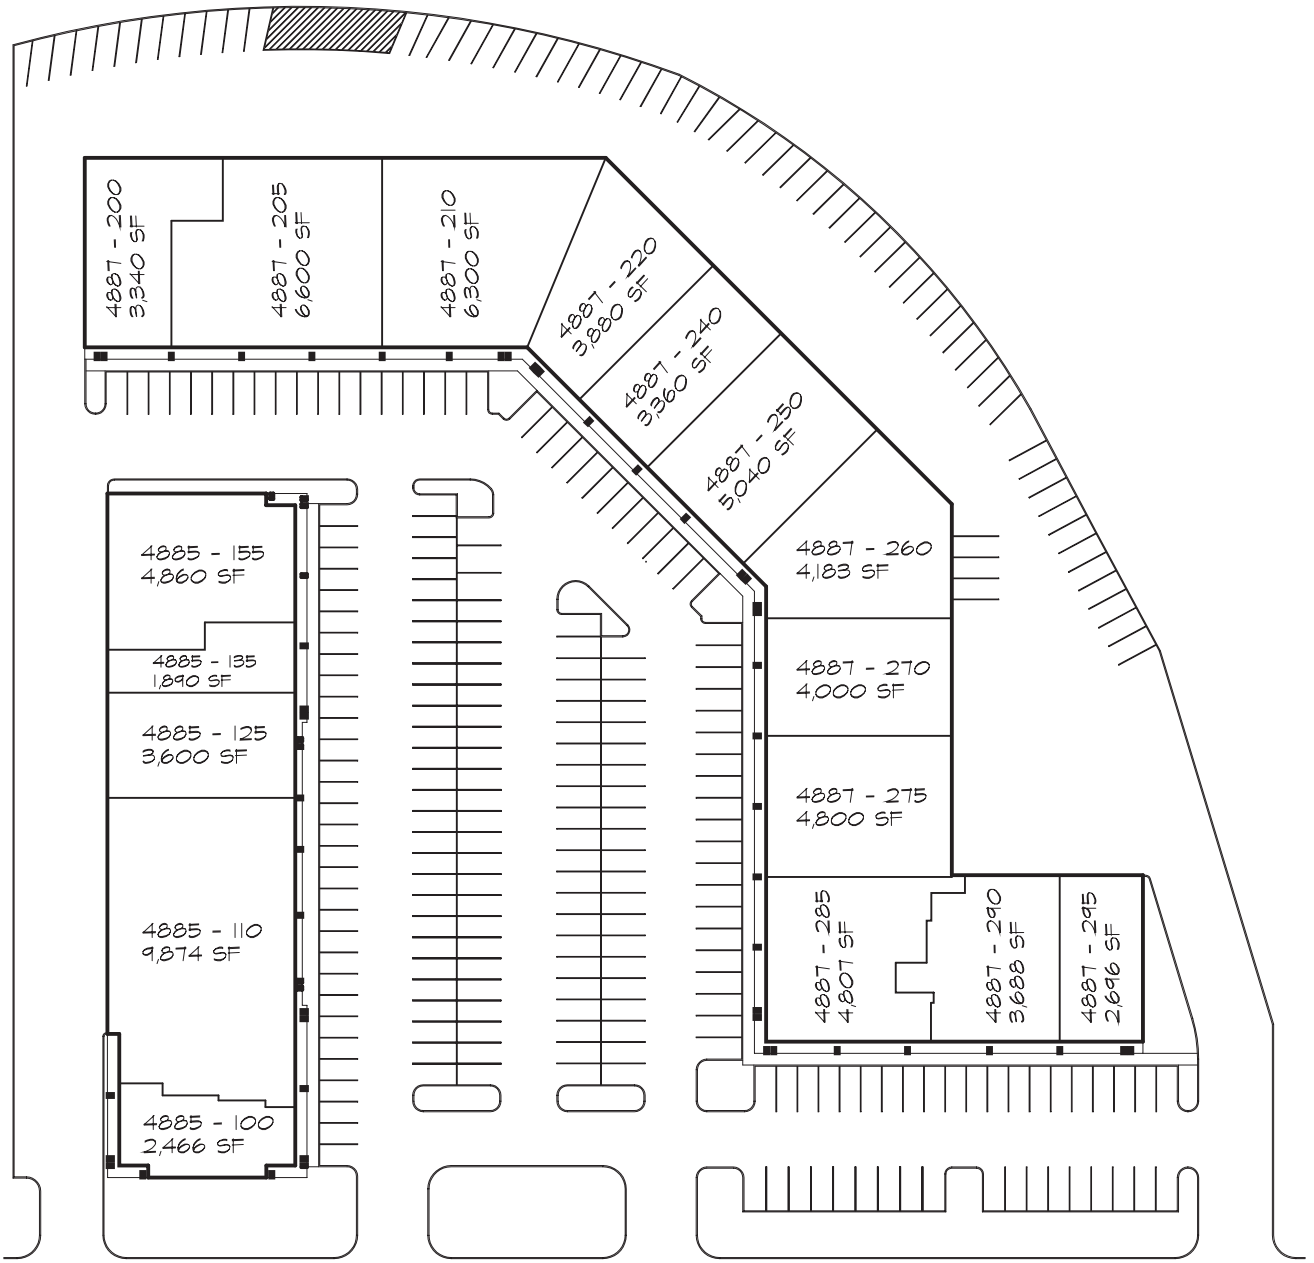 4887 - 200
3,340 SF
4887 - 205
6,600 SF
4887 - 210
6,300 SF
4887 - 220
3,880 SF
4887 - 240
3,360 SF
4887 - 250
5,040 SF
4887 - 260
4,183 SF
4887 - 270
4,000 SF
4887 - 275
4,800 SF
4887 - 285
4,807 SF
4887 - 290
3,688 SF
4887 - 295
2,696 SF
4885 - 155
4,860 SF
4885 - 135
1,890 SF
4885 - 125
3,600 SF
4885 - 110
9,874 SF
4885 - 100
2,466 SF